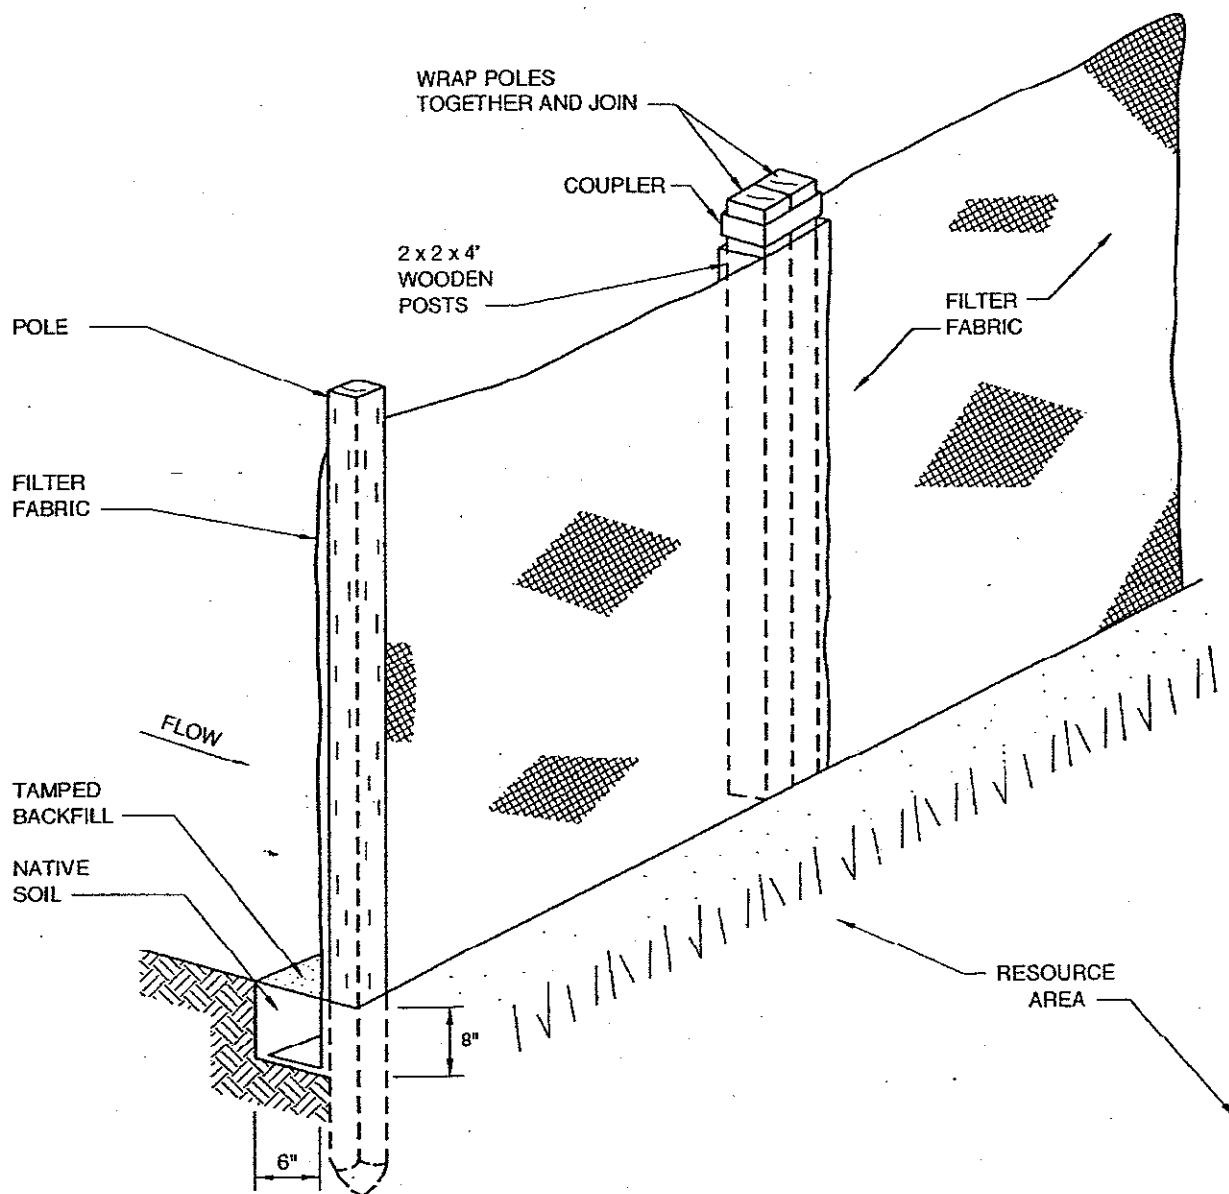 WRAP POLES
TOGETHER AND JOIN
COUPLER
2 x 2 x 4'
WOODEN
POSTS
FILTER
FABRIC
POLE
FILTER
FABRIC
FLOW
TAMPED
BACKFILL
NATIVE
SOIL
8"
RESOURCE
AREA
6"